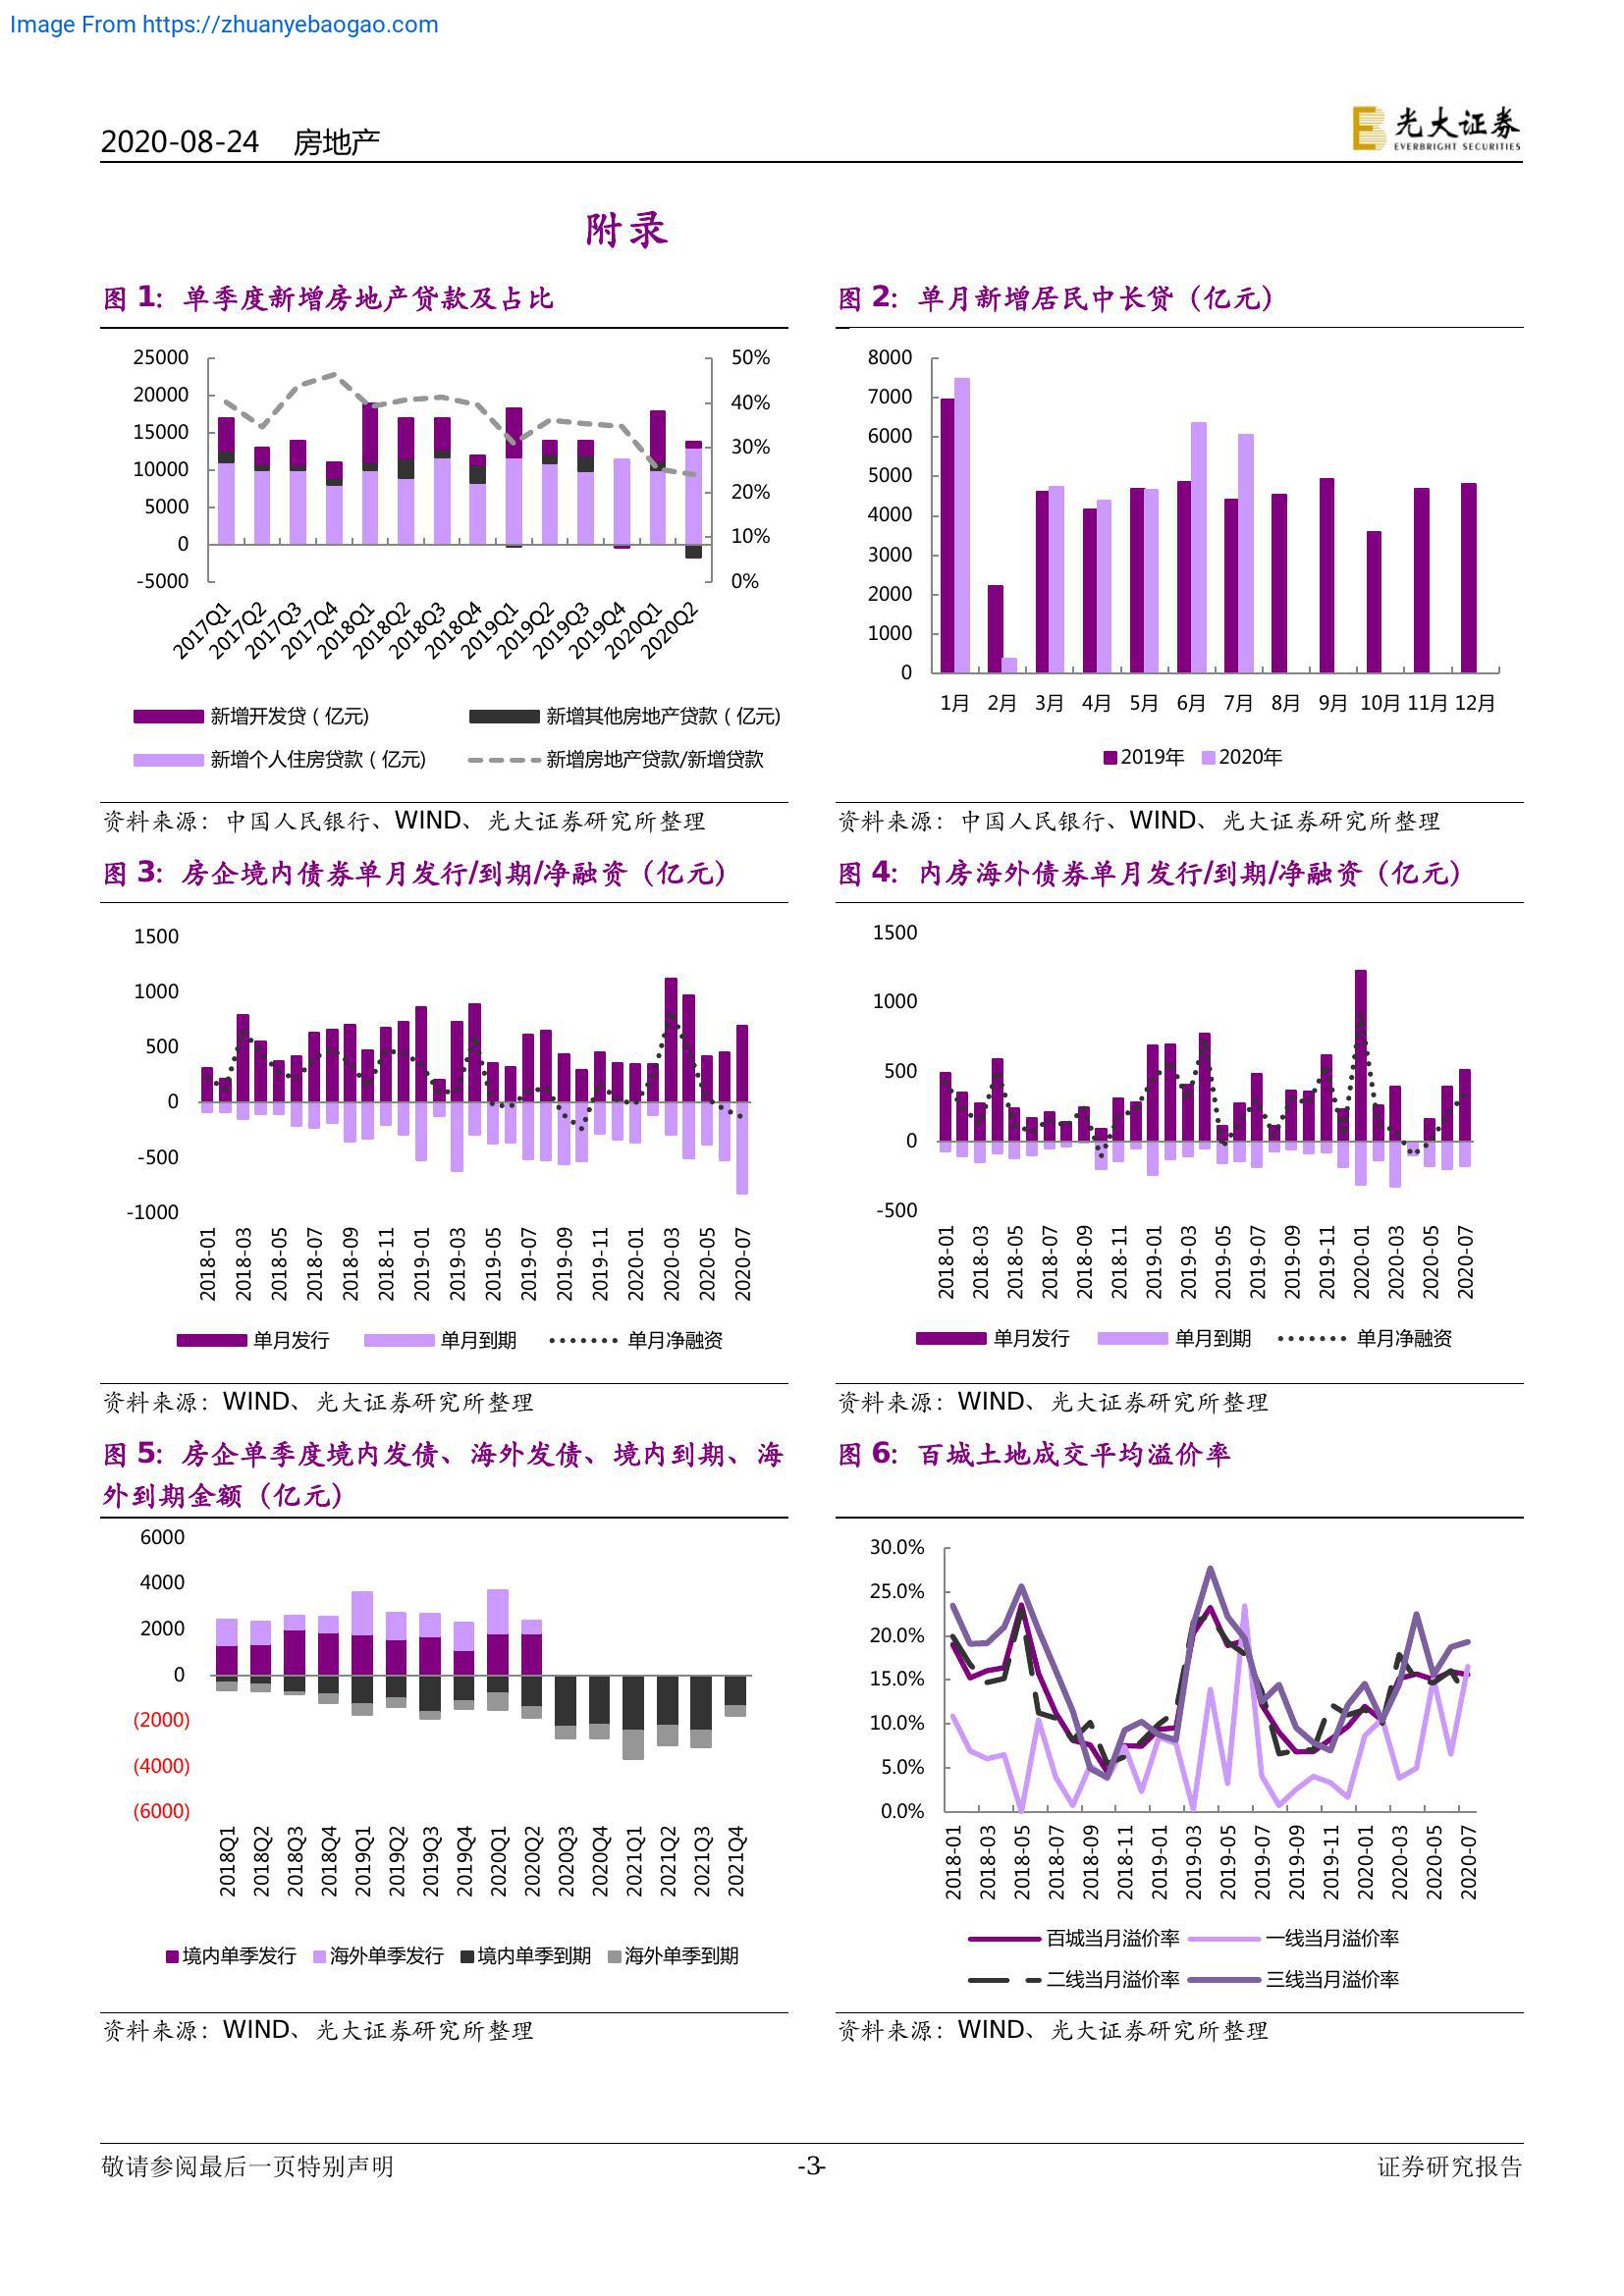 Image From https://zhuanyebaogao.com
2020-08-24 房地产
光大证券
EVERBRIGHT SECURITIES
附录
图 1：单季度新增房地产贷款及占比
25000
20000
15000
10000
5000
0
-5000
50%
40%
30%
20%
10%
0%
2017Q1 2017Q2 2017Q3 2017Q4 2018Q1 2018Q2 2018Q3 2018Q4 2019Q1 2019Q2 2019Q3 2019Q4 2020Q1 2020Q2
新增开发贷（亿元) 新增其他房地产贷款（亿元)
新增个人住房贷款（亿元) 新增房地产贷款/新增贷款
资料来源：中国人民银行、WIND、光大证券研究所整理
图 2：单月新增居民中长贷（亿元）
8000
7000
6000
5000
4000
3000
2000
1000
0
1月 2月 3月 4月 5月 6月 7月 8月 9月 10月 11月 12月
2019年 2020年
资料来源：中国人民银行、WIND、光大证券研究所整理
图 3：房企境内债券单月发行/到期/净融资（亿元）
1500
1000
500
0
-500
-1000
2018-01 2018-03 2018-05 2018-07 2018-09 2018-11 2019-01 2019-03 2019-05 2019-07 2019-09 2019-11 2020-01 2020-03 2020-05 2020-07
单月发行 单月到期 单月净融资
资料来源：WIND、光大证券研究所整理
图 4：内房海外债券单月发行/到期/净融资（亿元）
1500
1000
500
0
-500
2018-01 2018-03 2018-05 2018-07 2018-09 2018-11 2019-01 2019-03 2019-05 2019-07 2019-09 2019-11 2020-01 2020-03 2020-05 2020-07
单月发行 单月到期 单月净融资
资料来源：WIND、光大证券研究所整理
图 5：房企单季度境内发债、海外发债、境内到期、海
外到期金额（亿元）
6000
4000
2000
0
(2000)
(4000)
(6000)
2018Q1 2018Q2 2018Q3 2018Q4 2019Q1 2019Q2 2019Q3 2019Q4 2020Q1 2020Q2 2020Q3 2020Q4 2021Q1 2021Q2 2021Q3 2021Q4
境内单季发行 海外单季发行 境内单季到期 海外单季到期
资料来源：WIND、光大证券研究所整理
图 6：百城土地成交平均溢价率
30.0%
25.0%
20.0%
15.0%
10.0%
5.0%
0.0%
2018-01 2018-03 2018-05 2018-07 2018-09 2018-11 2019-01 2019-03 2019-05 2019-07 2019-09 2019-11 2020-01 2020-03 2020-05 2020-07
百城当月溢价率 一线当月溢价率
二线当月溢价率 三线当月溢价率
资料来源：WIND、光大证券研究所整理
敬请参阅最后一页特别声明 -3- 证券研究报告